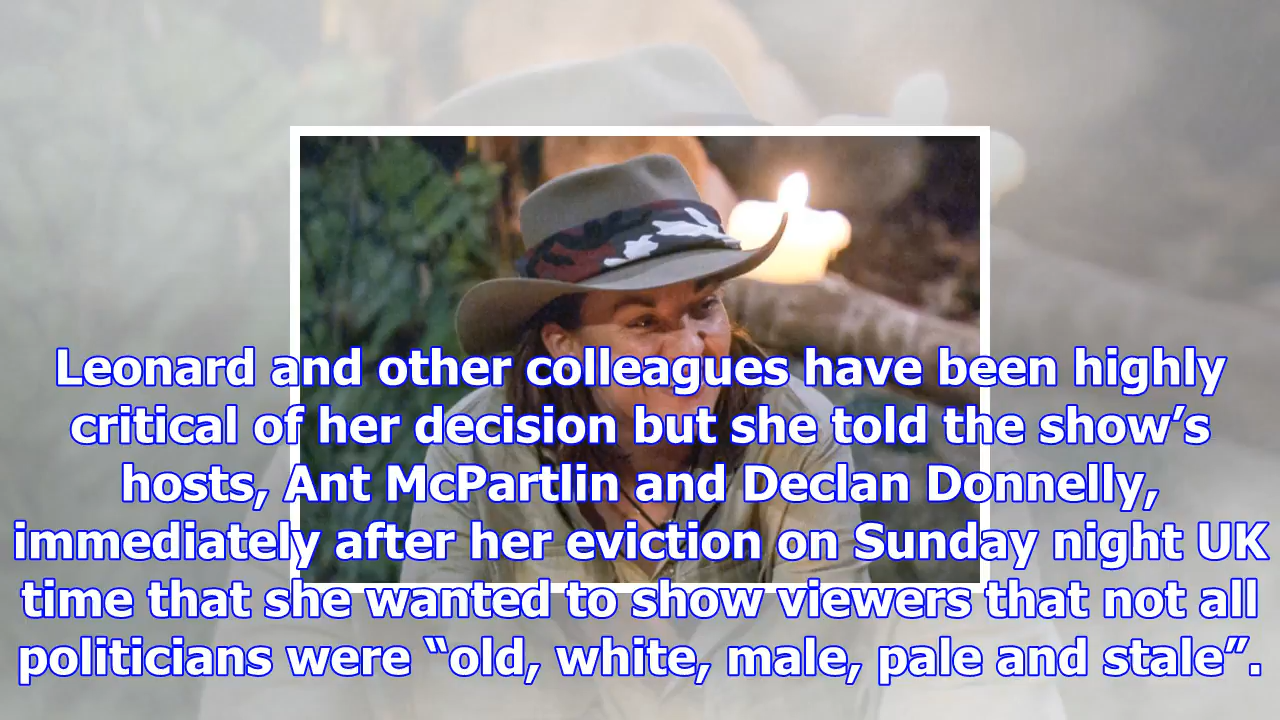 Leonard and other colleagues have been highly
critical of her decision but she told the show’s
hosts, Ant McPartlin and Declan Donnelly,
immediately after her eviction on Sunday night UK
time that she wanted to show viewers that not all
politicians were “old, white, male, pale and stale”.